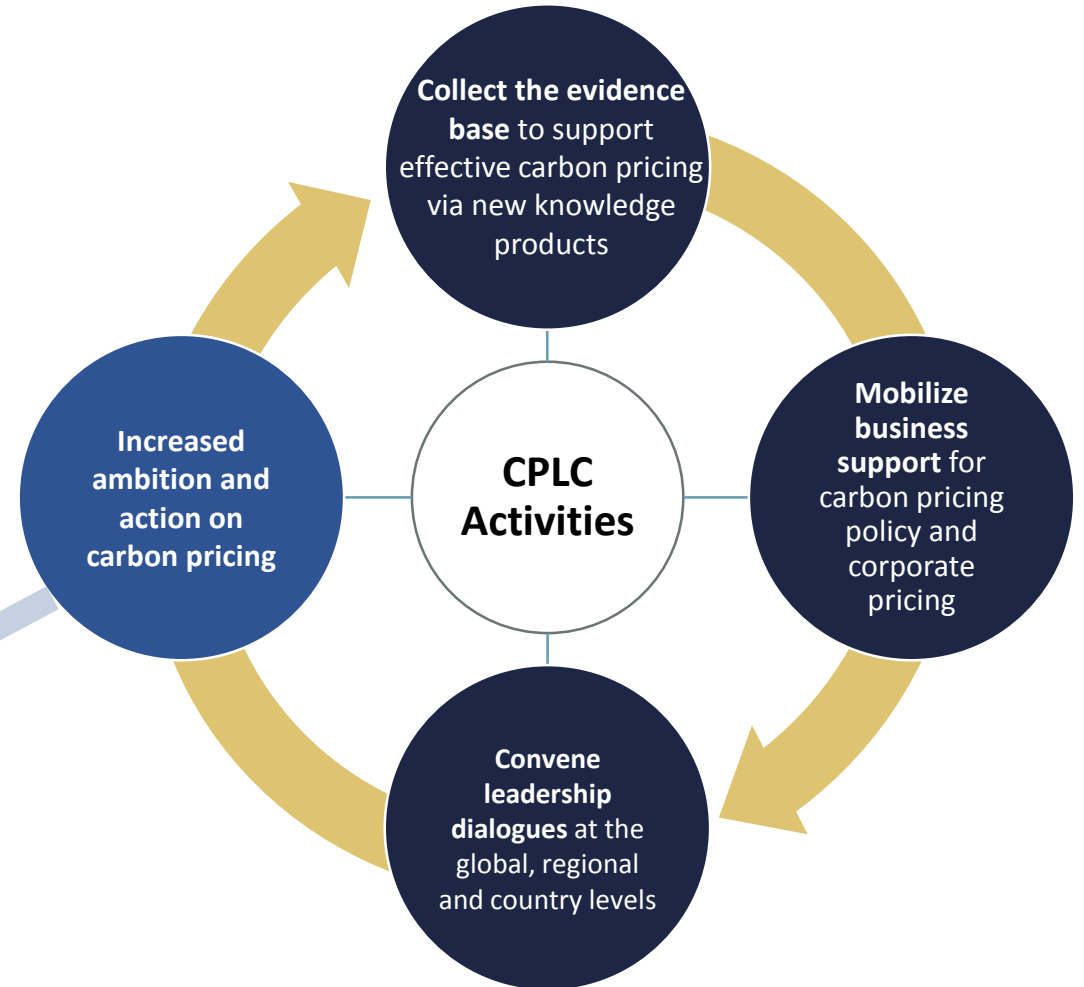 Collect the evidence
base to support
effective carbon pricing
via new knowledge
products
Increased
ambition and
action on
carbon pricing
CPLC
Activities
Mobilize
business
support for
carbon pricing
policy and
corporate
pricing
Convene
leadership
dialogues at the
global, regional
and country levels